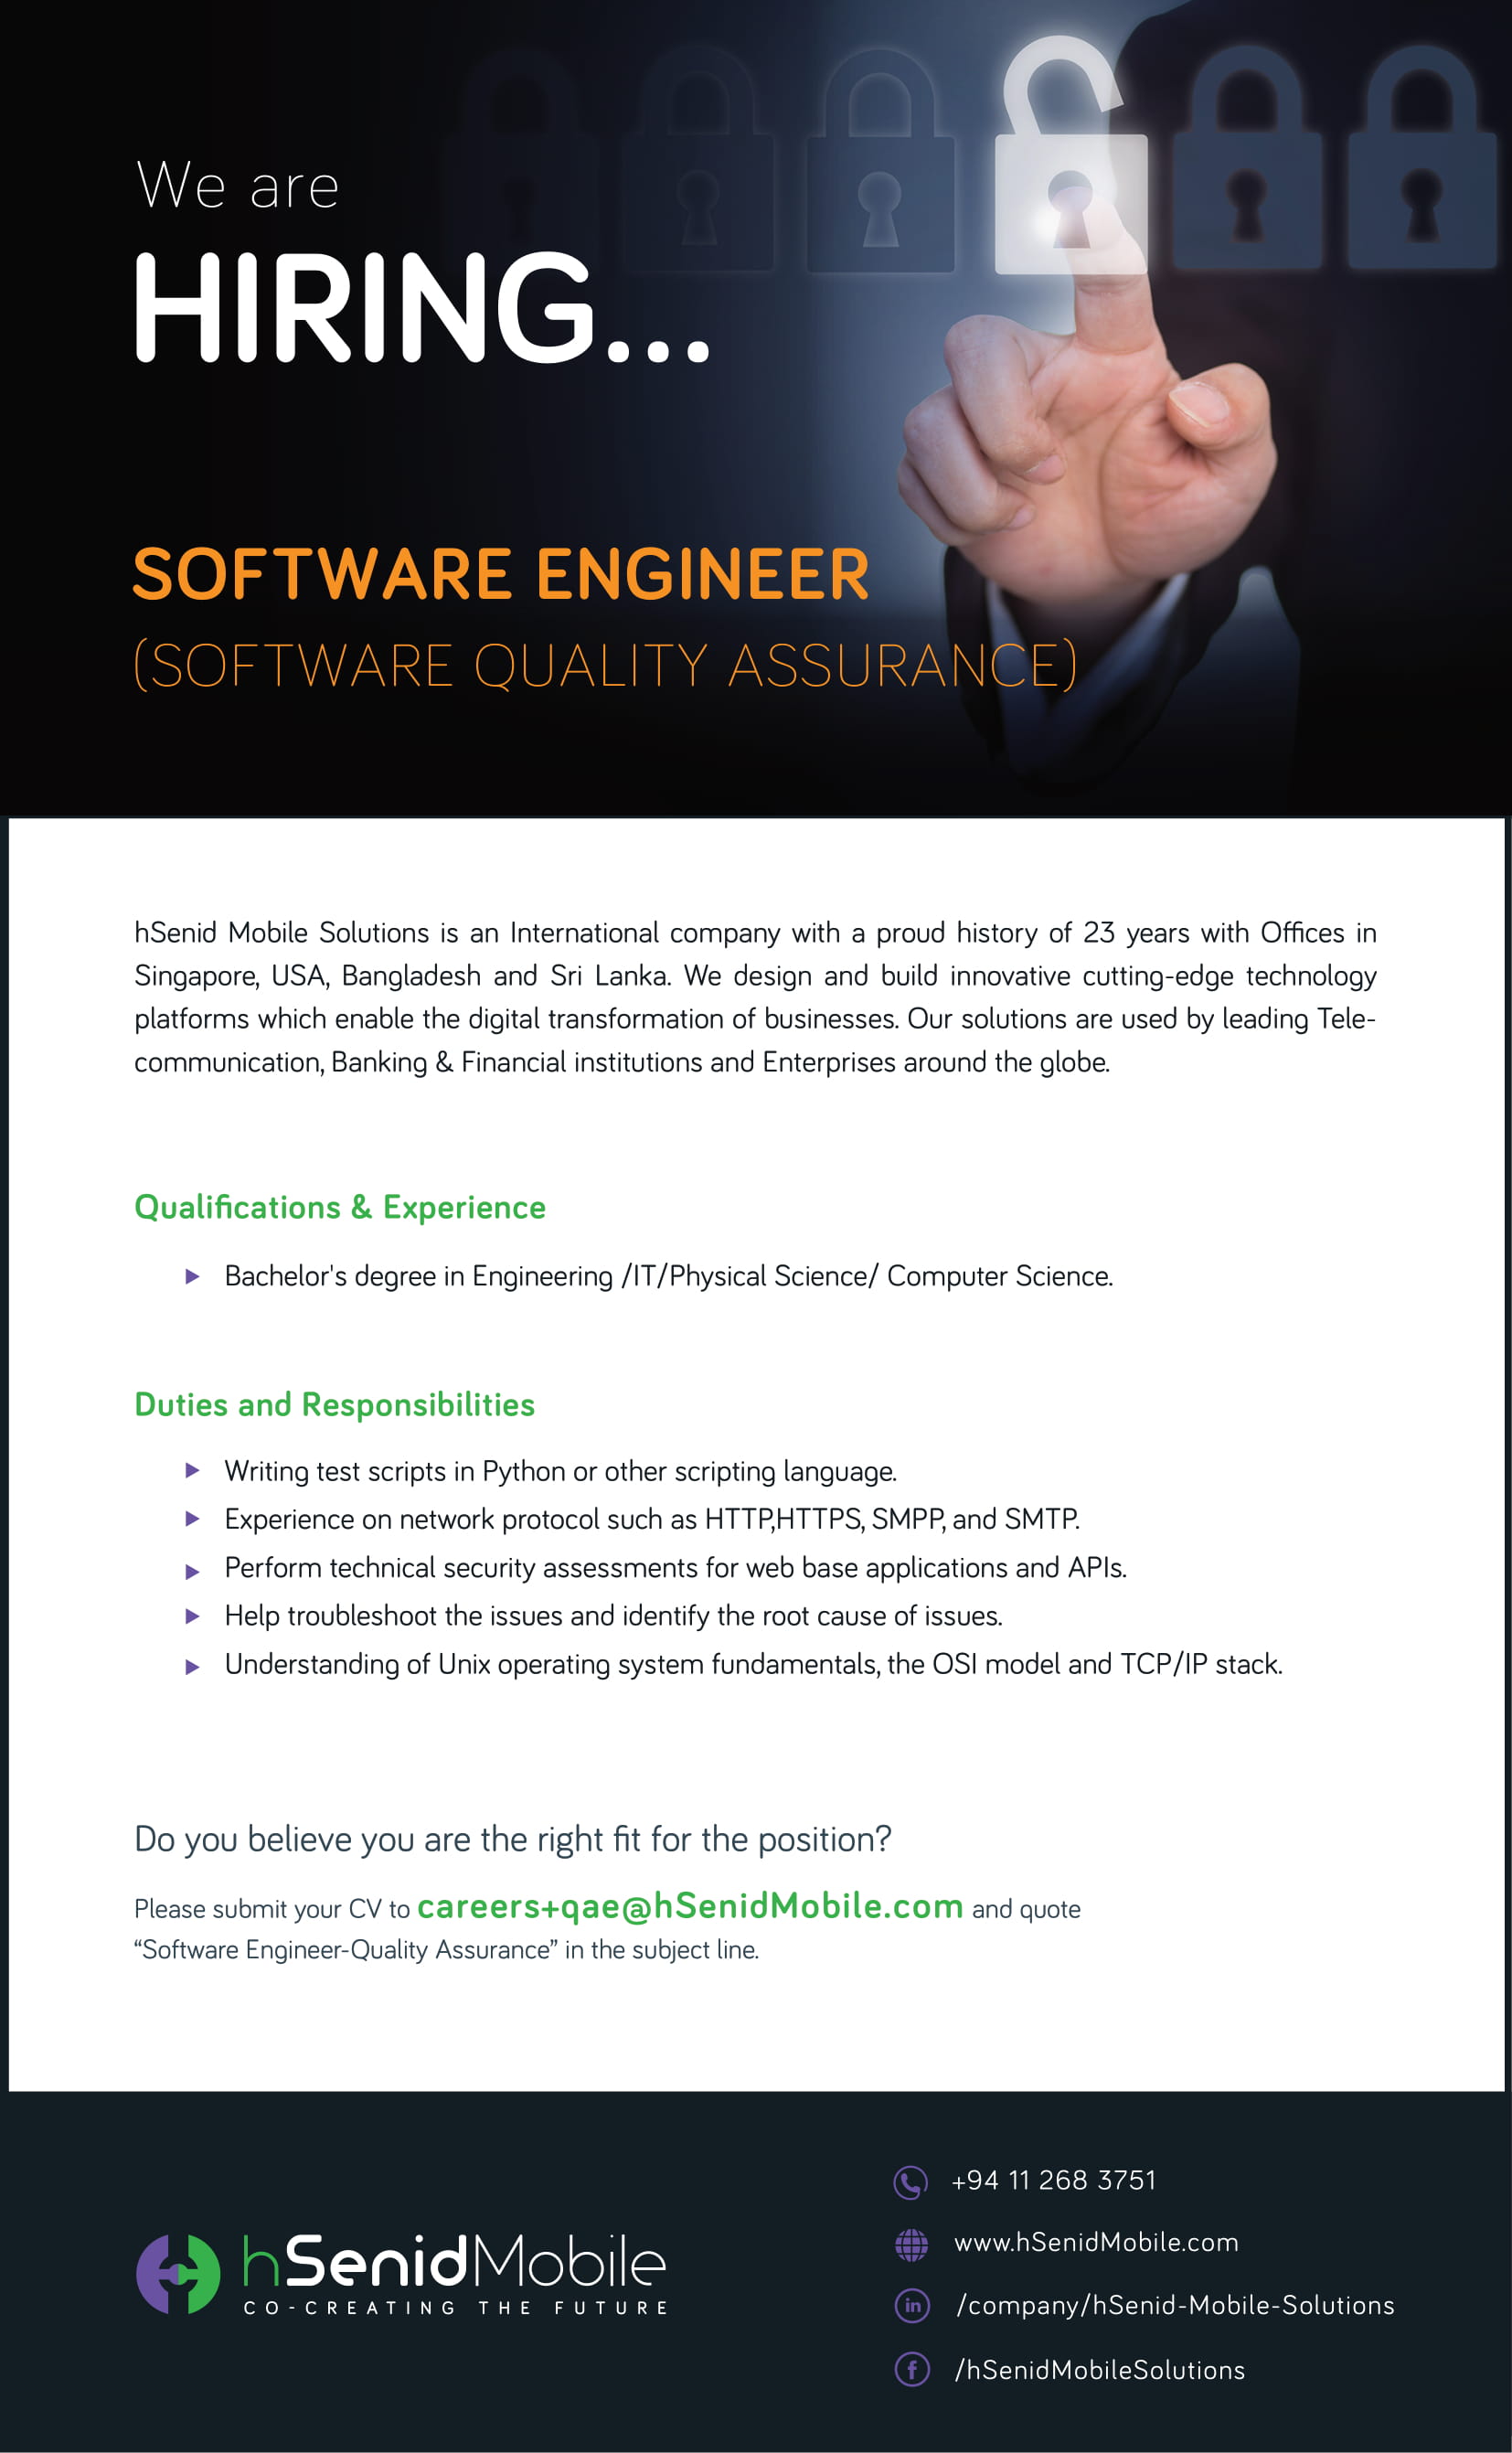 We are
HIRING...
SOFTWARE ENGINEER
(SOFTWARE QUALITY ASSURANCE)
hSenid Mobile Solutions is an International company with a proud history of 23 years with Offices in
Singapore, USA, Bangladesh and Sri Lanka. We design and build innovative cutting-edge technology
platforms which enable the digital transformation of businesses. Our solutions are used by leading Tele-
communication, Banking & Financial institutions and Enterprises around the globe.
Qualifications & Experience
Bachelor's degree in Engineering /IT/Physical Science/ Computer Science.
Duties and Responsibilities
Writing test scripts in Python or other scripting language.
Experience on network protocol such as HTTP,HTTPS, SMPP, and SMTP.
Perform technical security assessments for web base applications and APIs.
Help troubleshoot the issues and identify the root cause of issues.
Understanding of Unix operating system fundamentals, the OSI model and TCP/IP stack.
Do you believe you are the right fit for the position?
Please submit your CV to careers+qae@hSenidMobile.com and quote
“Software Engineer-Quality Assurance” in the subject line.
hSenidMobile
CO-CREATING THE FUTURE
+94 11 268 3751
www.hSenidMobile.com
/company/hSenid-Mobile-Solutions
/hSenidMobileSolutions